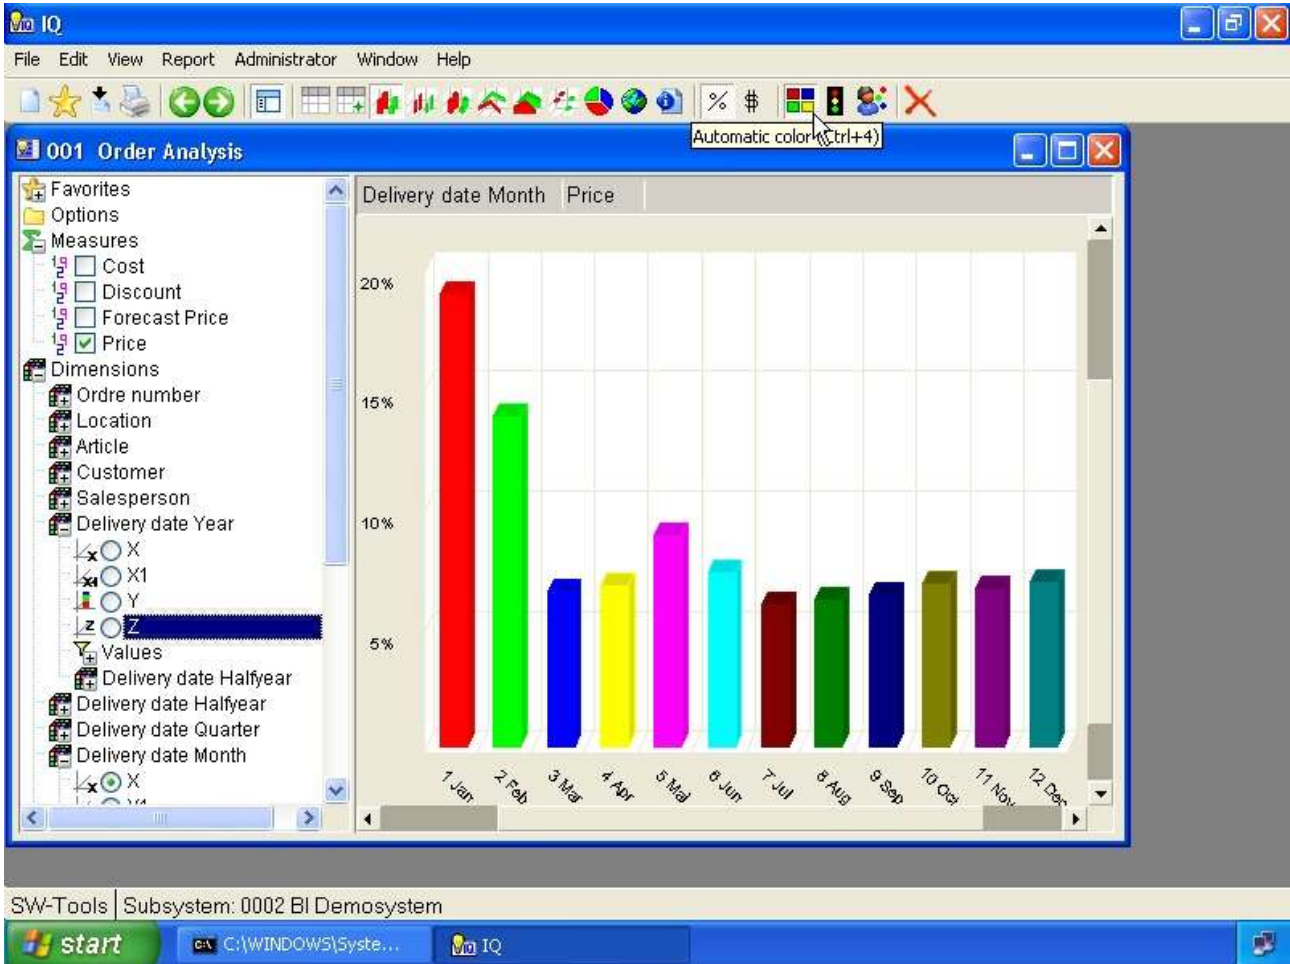 IQ
File Edit View Report Administrator Window Help
% $
Automatic color (Ctrl+4)
001 Order Analysis
Favorites
Options
Measures
Cost
Discount
Forecast Price
Price
Dimensions
Ordre number
Location
Article
Customer
Salesperson
Delivery date Year
X
X1
Y
Z
Values
Delivery date Halfyear
Delivery date Halfyear
Delivery date Quarter
Delivery date Month
X
Delivery date Month Price
20%
15%
10%
5%
1 Jan 2 Feb 3 Mar 4 Apr 5 Maj 6 Jun 7 Jul 8 Aug 9 Sep 10 Oct 11 Nov 12 Dec
SW-Tools Subsystem: 0002 BI Demosystem
start C:\WINDOWS\Syste... IQ